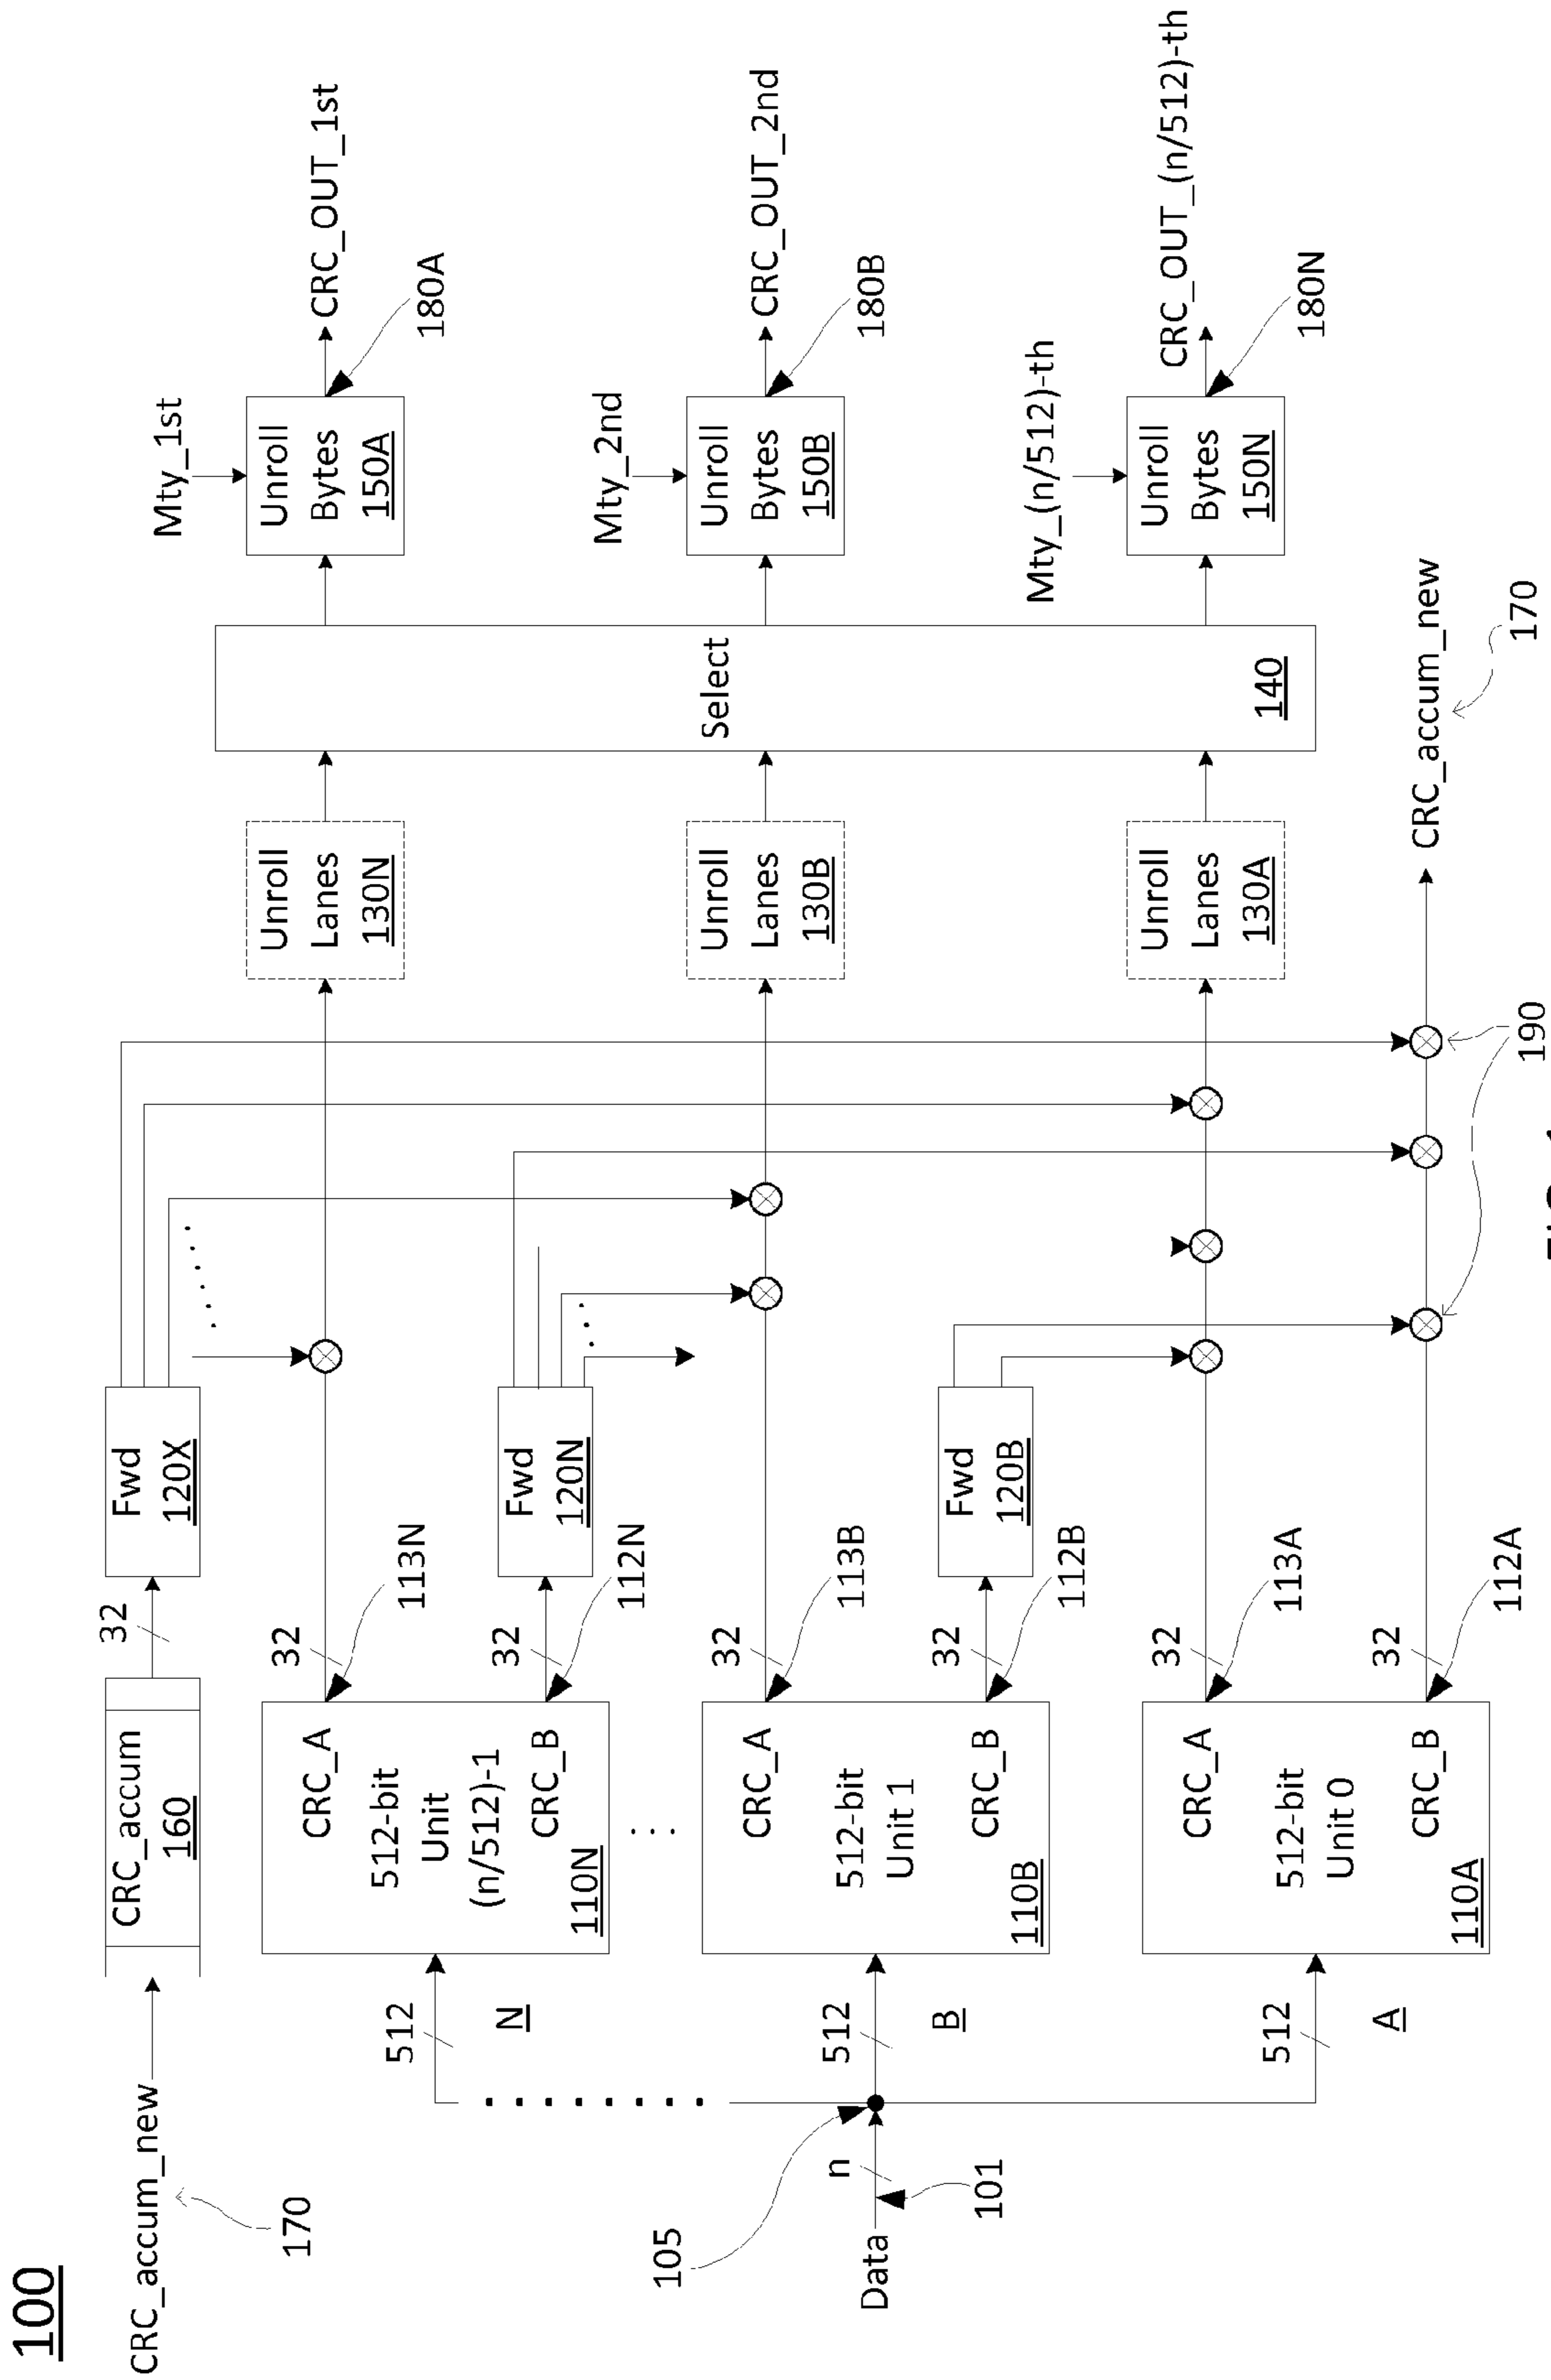 100
CRC_accum_new
170
CRC_accum
160
32
Fwd
120X
512
N
CRC_A
512-bit
Unit
(n/512)-1
CRC_B
110N
32
113N
32
112N
Fwd
120N
Unroll
Lanes
130N
Mty_1st
Unroll
Bytes
150A
CRC_OUT_1st
180A
. . .
105
Data
n
101
512
B
CRC_A
512-bit
Unit 1
CRC_B
110B
32
113B
32
112B
Fwd
120B
Unroll
Lanes
130B
Select
140
Mty_2nd
Unroll
Bytes
150B
CRC_OUT_2nd
180B
512
A
CRC_A
512-bit
Unit 0
CRC_B
110A
32
113A
32
112A
Unroll
Lanes
130A
Mty_(n/512)-th
Unroll
Bytes
150N
CRC_OUT_(n/512)-th
180N
190
CRC_accum_new
170